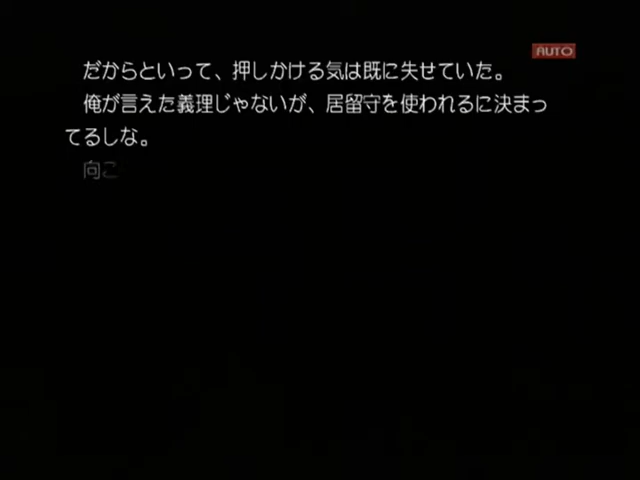 AUTO
だからといって、押しかける気は既に失せていた。
俺が言えた義理じゃないが、居留守を使われるに決まっ
てるしな。
向こ